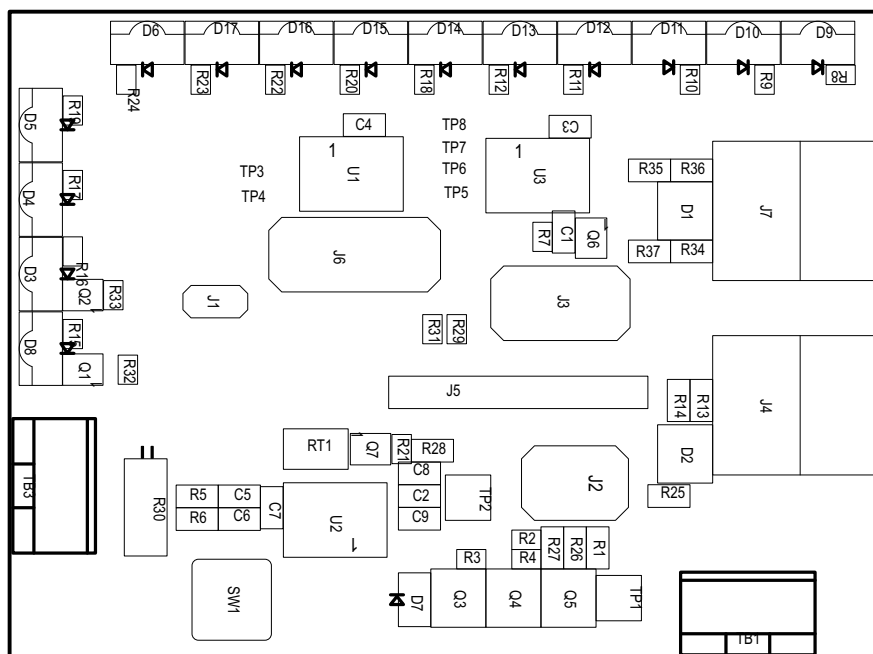 D6 D17 D16 D15 D14 D13 D12 D11 D10 D9
R24 R23 R22 R20 R18 R12 R11 R10 R9 R8
D5 R19
C4 TP8 C3
TP7
1 1
TP3 U1 TP6 U3 R35 R36
D4 R17 TP4 TP5 D1 J7
R7 C1 Q6
D3 R16 J6 R37 R34
Q2 R33 J1 J3
D8 R15 R31 R29
Q1 R32
J5 R14 R13 J4
RT1 Q7 R21 R28
C8 D2
TB3 R30 R5 C5 C7 C2 TP2 J2 R25
R6 C6 U2 C9
1
R2 R27 R26 R1
R3 R4
SW1 D7 Q3 Q4 Q5 TP1
TB1